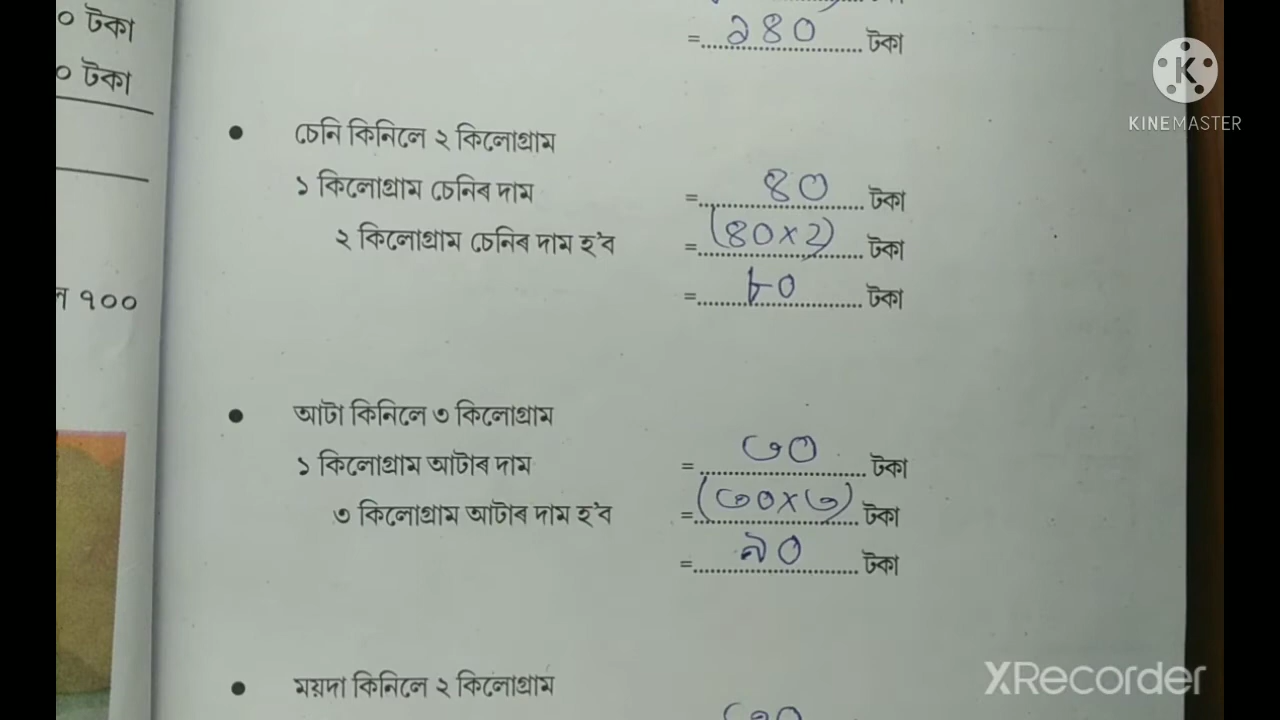 ০ টকা
০ টকা
ন ৭০০
=........ ২৪০ ........ টকা
KINEMASTER
• চেনি কিনিলে ২ কিলোগ্ৰাম
১ কিলোগ্ৰাম চেনিৰ দাম =........ ৪০ ........ টকা
২ কিলোগ্ৰাম চেনিৰ দাম হ'ব =........ (৪০×২) ........ টকা
=........ ৮০ ........ টকা
• আটা কিনিলে ৩ কিলোগ্ৰাম
১ কিলোগ্ৰাম আটাৰ দাম =........ ৩০ ........ টকা
৩ কিলোগ্ৰাম আটাৰ দাম হ'ব =........ (৩০×৩) ........ টকা
=........ ৯০ ........ টকা
• ময়দা কিনিলে ২ কিলোগ্ৰাম
XRecorder